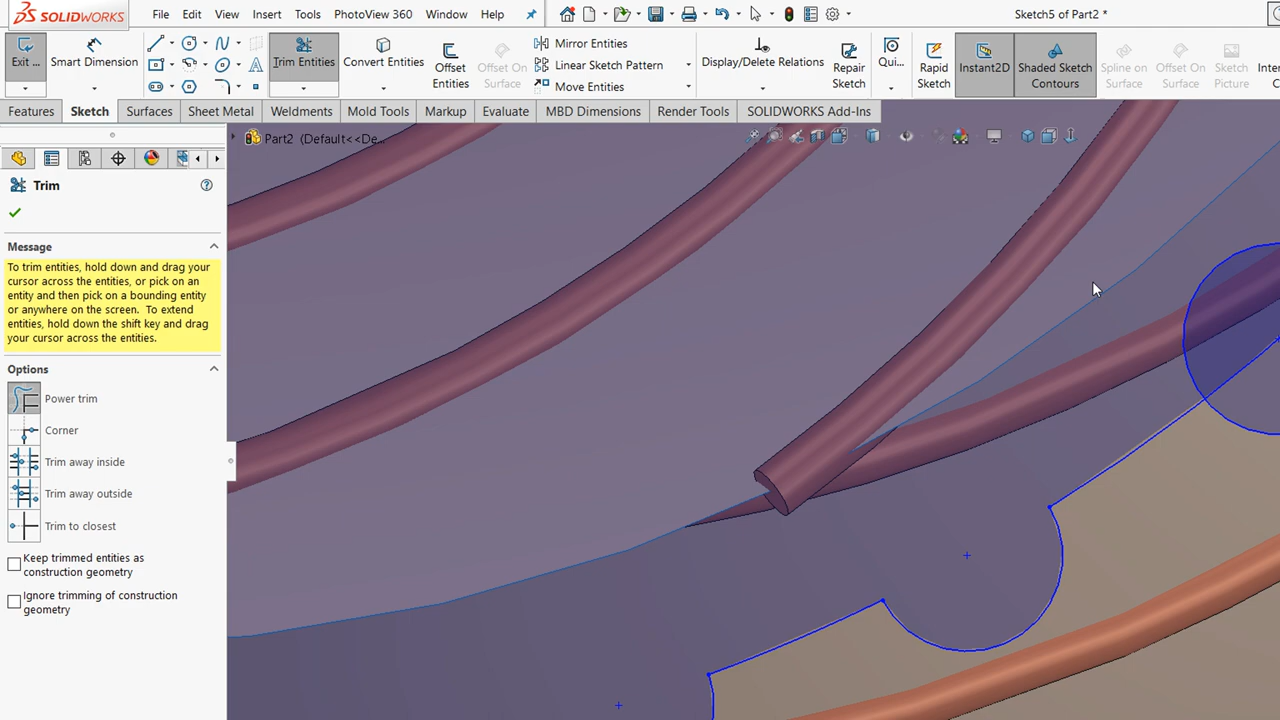 SOLIDWORKS
File Edit View Insert Tools PhotoView 360 Window Help
Sketch5 of Part2 *
Exit ...
Smart Dimension
Trim Entities
Convert Entities
Offset Entities
Offset On Surface
Mirror Entities
Linear Sketch Pattern
Move Entities
Display/Delete Relations
Repair Sketch
Qui...
Rapid Sketch
Instant2D
Shaded Sketch Contours
Spline on Surface
Offset On Surface
Sketch Picture
Features Sketch Surfaces Sheet Metal Weldments Mold Tools Markup Evaluate MBD Dimensions Render Tools SOLIDWORKS Add-Ins
Part2 (Default<<De...
Trim
Message
To trim entities, hold down and drag your
cursor across the entities, or pick on an
entity and then pick on a bounding entity
or anywhere on the screen. To extend
entities, hold down the shift key and drag
your cursor across the entities.
Options
Power trim
Corner
Trim away inside
Trim away outside
Trim to closest
Keep trimmed entities as
construction geometry
Ignore trimming of construction
geometry